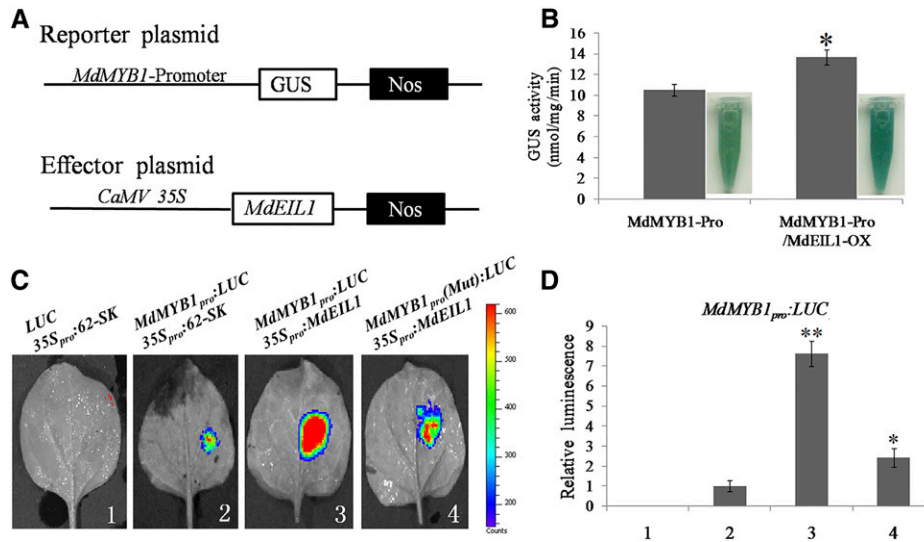 A
Reporter plasmid
MdMYB1-Promoter
GUS
Nos
Effector plasmid
CaMV 35S
MdEIL1
Nos
B
GUS activity
(nmol/mg/min)
16
14
12
10
8
6
4
2
0
*
MdMYB1-Pro
MdMYB1-Pro
/MdEIL1-OX
C
LUC
35Spro:62-SK
MdMYB1pro:LUC
35Spro:62-SK
MdMYB1pro:LUC
35Spro:MdEIL1
MdMYB1pro(Mut):LUC
35Spro:MdEIL1
1
2
3
4
600
500
400
300
200
Counts
D
MdMYB1pro:LUC
Relative luminescence
9
8
7
6
5
4
3
2
1
0
**
*
1
2
3
4